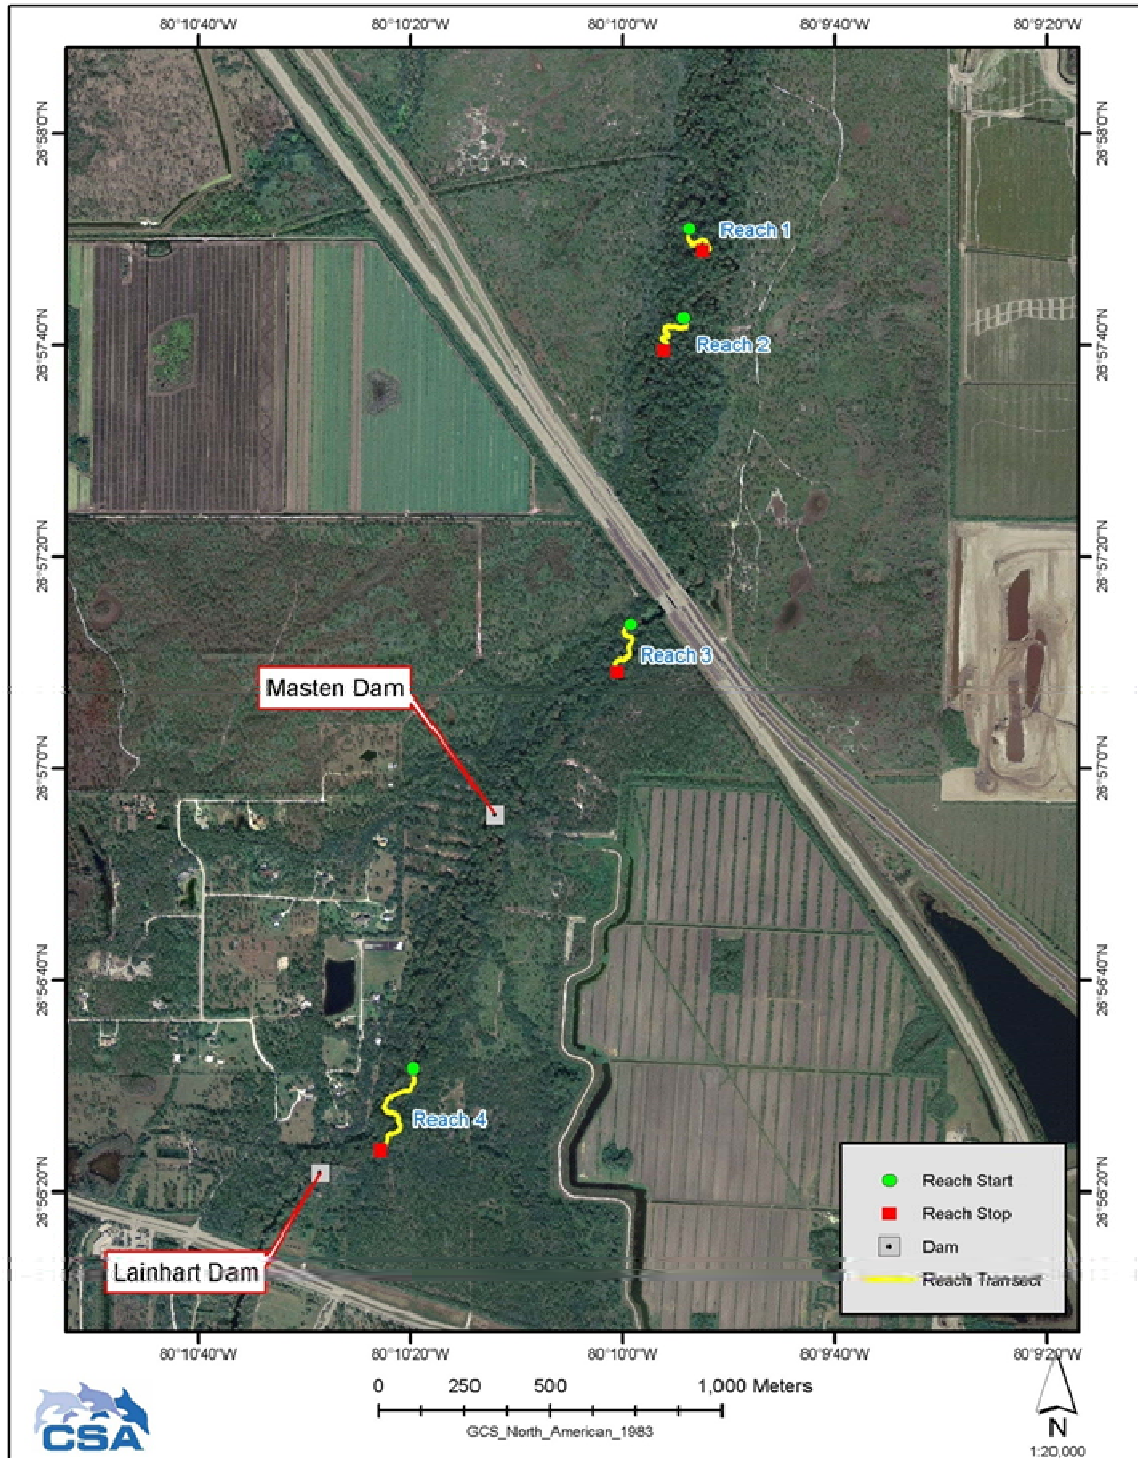 80°10'40"W 80°10'20"W 80°10'0"W 80°9'40"W 80°9'20"W
26°58'0"N 26°58'0"N
Reach 1
26°57'40"N 26°57'40"N
Reach 2
26°57'20"N 26°57'20"N
Reach 3
Masten Dam
26°57'0"N 26°57'0"N
26°56'40"N 26°56'40"N
Reach 4
26°56'20"N 26°56'20"N
Lainhart Dam
Reach Start
Reach Stop
Dam
Reach Transect
80°10'40"W 80°10'20"W 80°10'0"W 80°9'40"W 80°9'20"W
0 250 500 1,000 Meters
GCS_North_American_1983
CSA
N
1:20,000